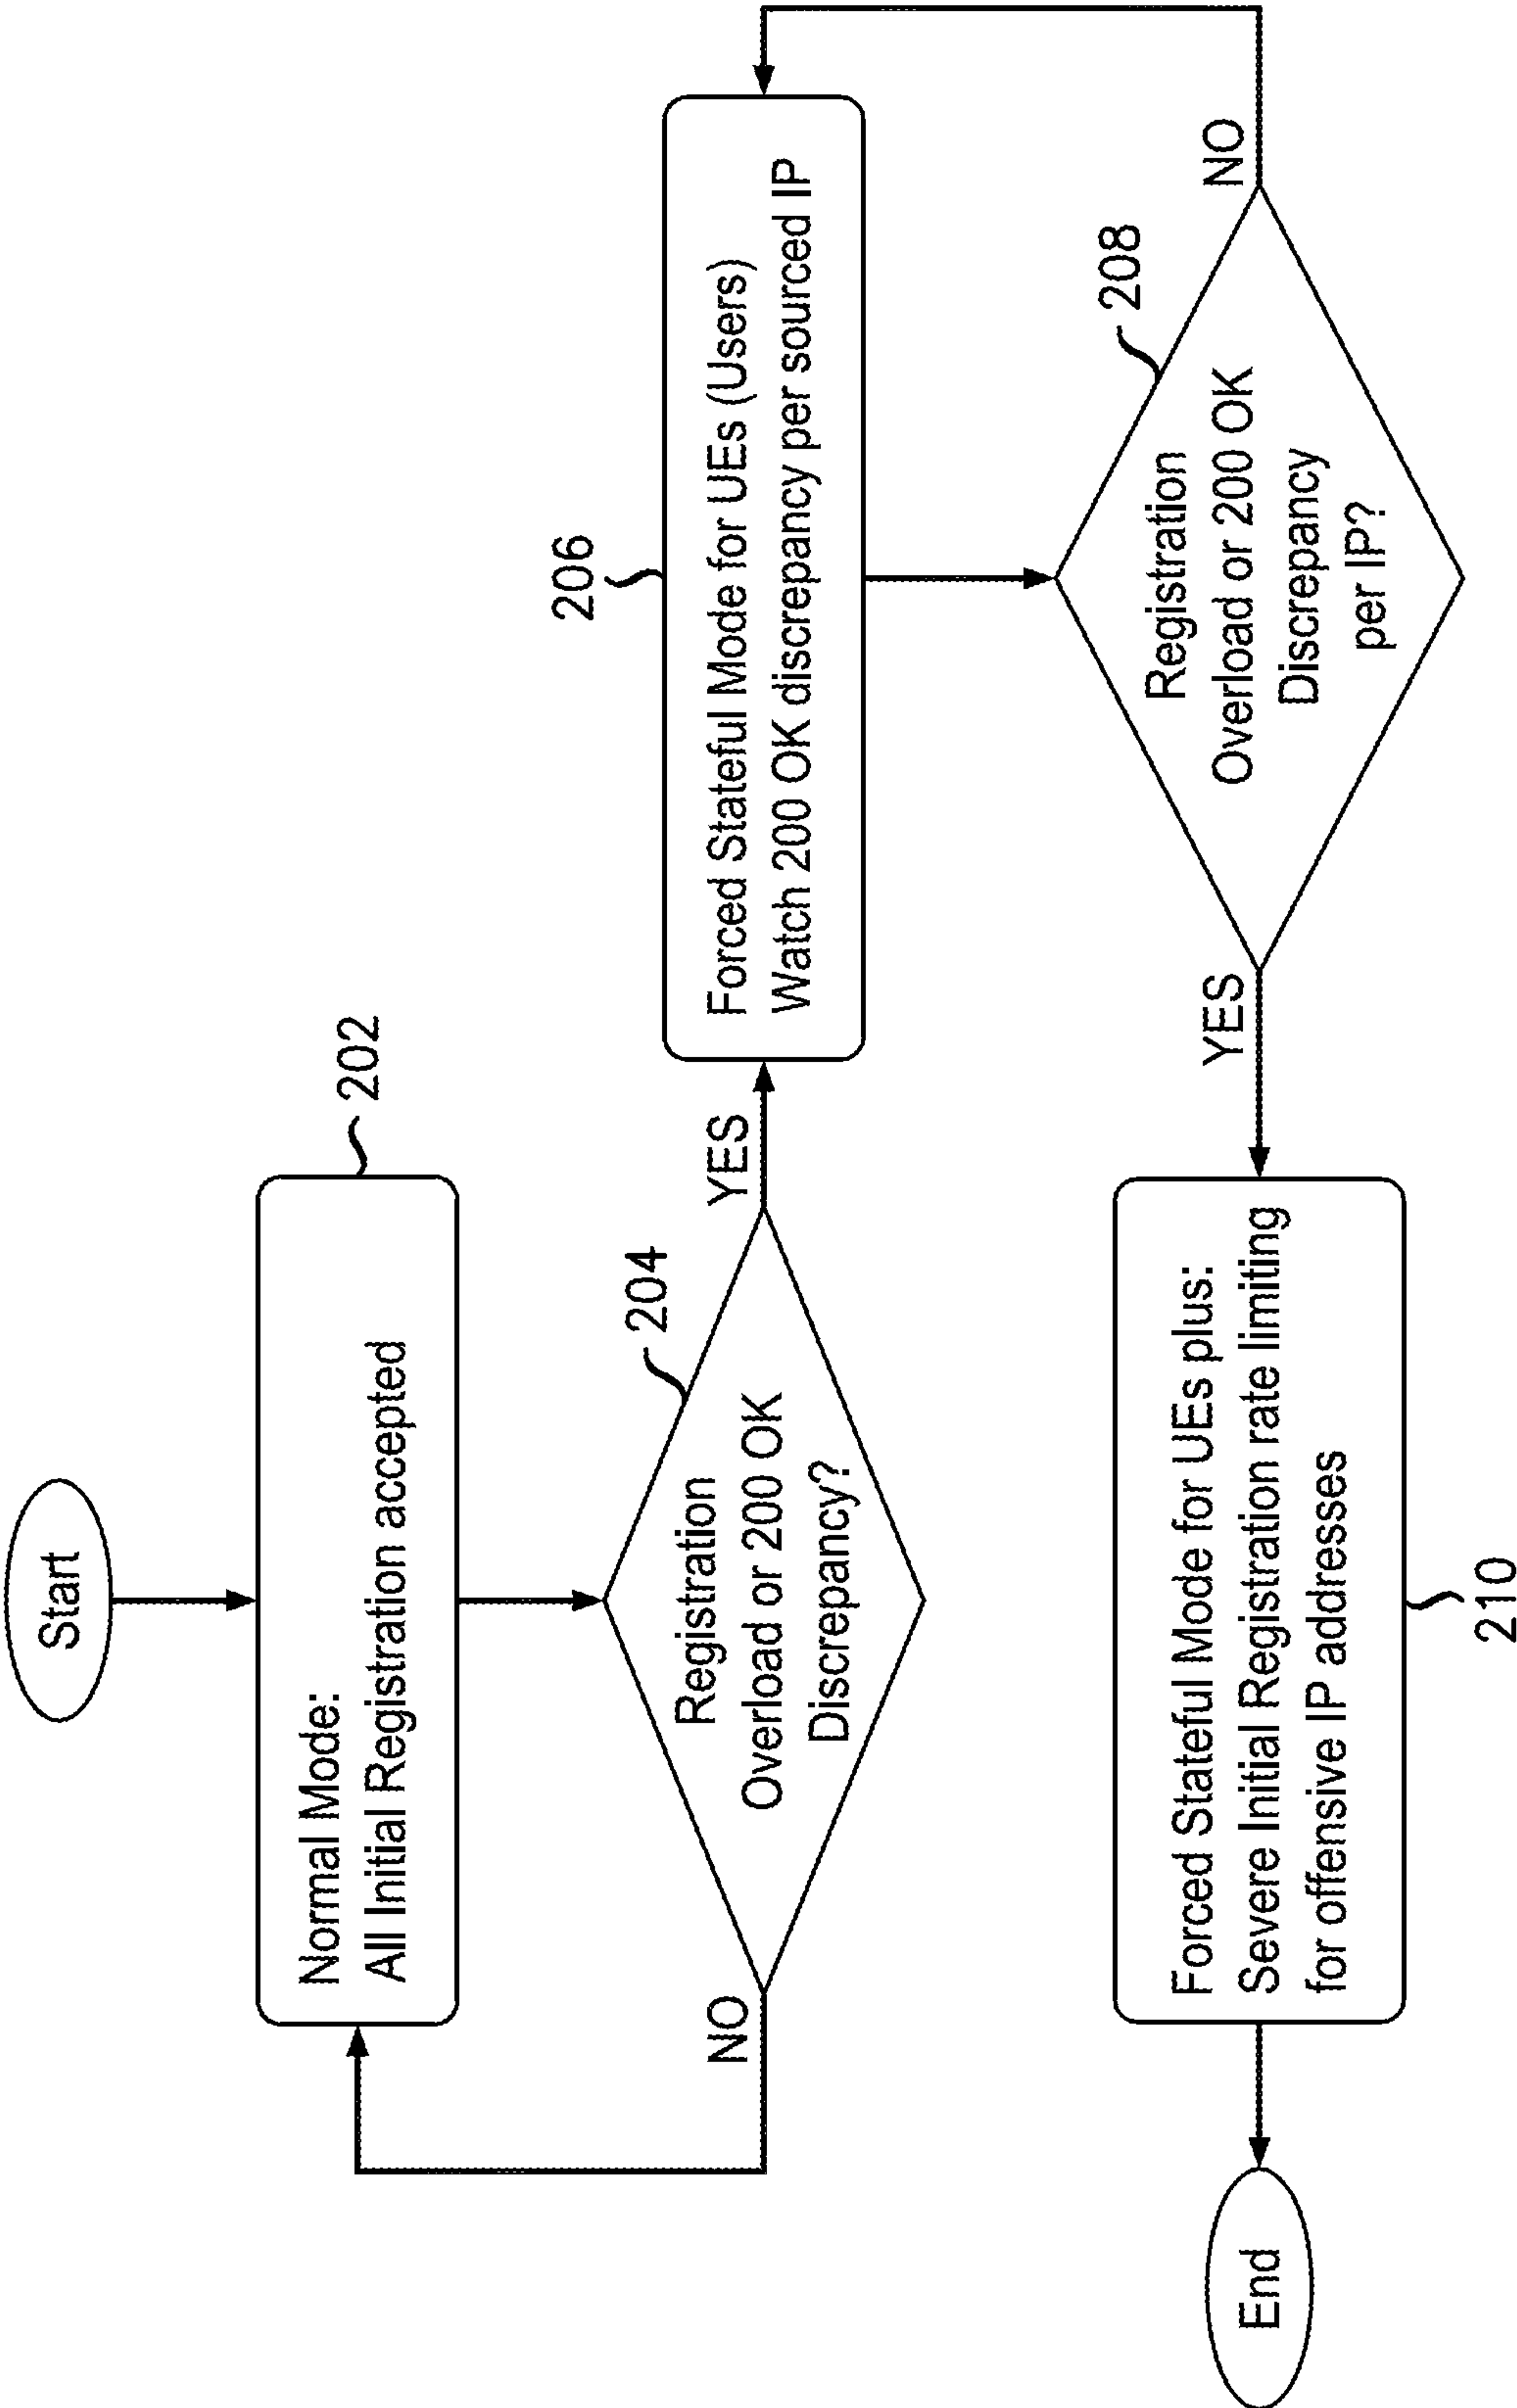 Start
202
Normal Mode:
All Initial Registration accepted
204
Registration
Overload or 200 OK
Discrepancy?
NO
YES
206
Forced Stateful Mode for UEs (Users)
Watch 200 OK discrepancy per sourced IP
208
Registration
Overload or 200 OK
Discrepancy
per IP?
NO
YES
Forced Stateful Mode for UEs plus:
Severe Initial Registration rate limiting
for offensive IP addresses
210
End